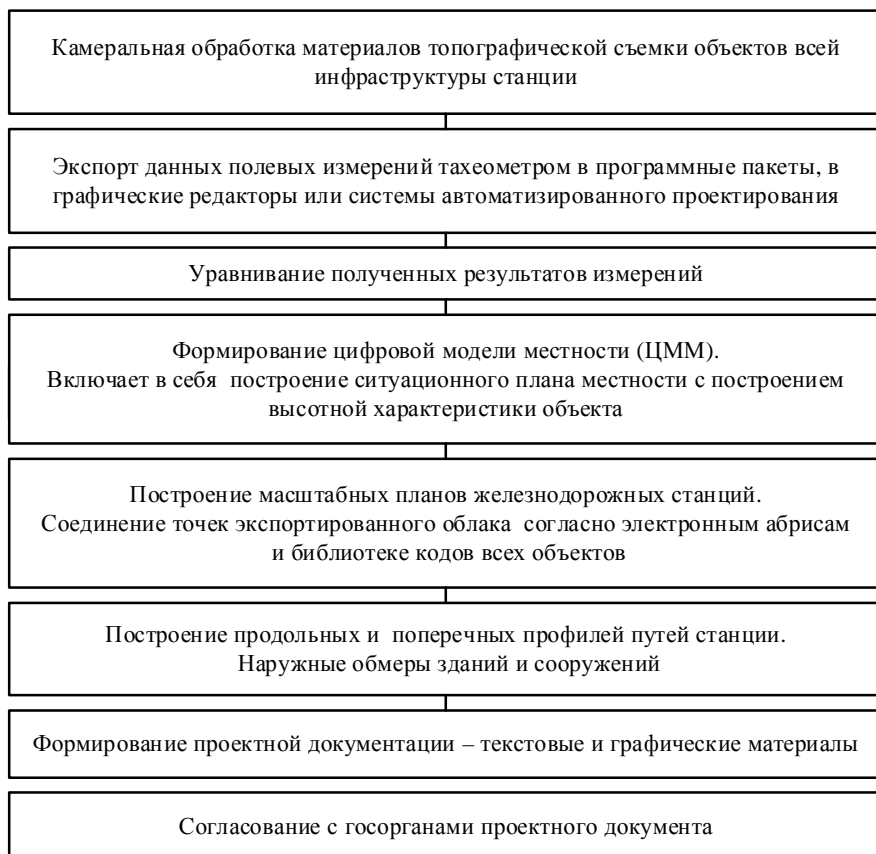 Камеральная обработка материалов топографической съемки объектов всей
инфраструктуры станции
Экспорт данных полевых измерений тахеометром в программные пакеты, в
графические редакторы или системы автоматизированного проектирования
Уравнивание полученных результатов измерений
Формирование цифровой модели местности (ЦММ).
Включает в себя построение ситуационного плана местности с построением
высотной характеристики объекта
Построение масштабных планов железнодорожных станций.
Соединение точек экспортированного облака согласно электронным абрисам
и библиотеке кодов всех объектов
Построение продольных и поперечных профилей путей станции.
Наружные обмеры зданий и сооружений
Формирование проектной документации – текстовые и графические материалы
Согласование с госорганами проектного документа